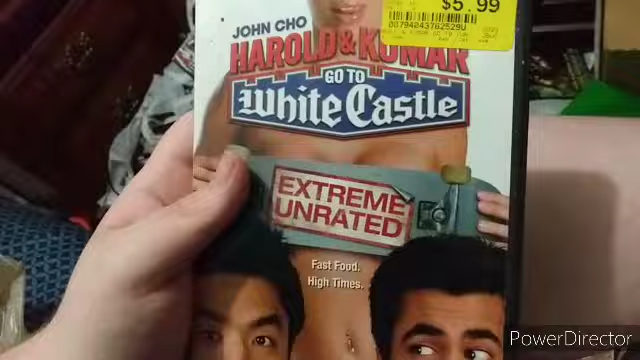 $5.99
JOHN CHO
HAROLD & KUMAR
GO TO
White Castle
EXTREME
UNRATED
Fast Food.
High Times.
PowerDirector